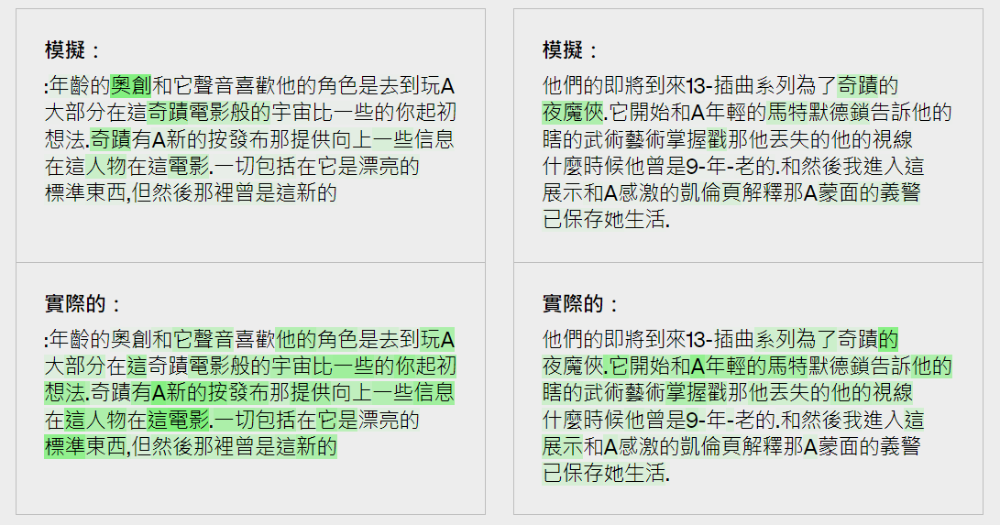 模擬：
:年齡的奧創和它聲音喜歡他的角色是去到玩A
大部分在這奇蹟電影般的宇宙比一些的你起初
想法.奇蹟有A新的按發布那提供向上一些信息
在這人物在這電影.一切包括在它是漂亮的
標準東西,但然後那裡曾是這新的
模擬：
他們的即將到來13-插曲系列為了奇蹟的
夜魔俠.它開始和A年輕的馬特默德鎖告訴他的
瞎的武術藝術掌握戳那他丟失的他的視線
什麼時候他曾是9-年-老的.和然後我進入這
展示和A感激的凱倫頁解釋那A蒙面的義警
已保存她生活.
實際的：
:年齡的奧創和它聲音喜歡他的角色是去到玩A
大部分在這奇蹟電影般的宇宙比一些的你起初
想法.奇蹟有A新的按發布那提供向上一些信息
在這人物在這電影.一切包括在它是漂亮的
標準東西,但然後那裡曾是這新的
實際的：
他們的即將到來13-插曲系列為了奇蹟的
夜魔俠.它開始和A年輕的馬特默德鎖告訴他的
瞎的武術藝術掌握戳那他丟失的他的視線
什麼時候他曾是9-年-老的.和然後我進入這
展示和A感激的凱倫頁解釋那A蒙面的義警
已保存她生活.